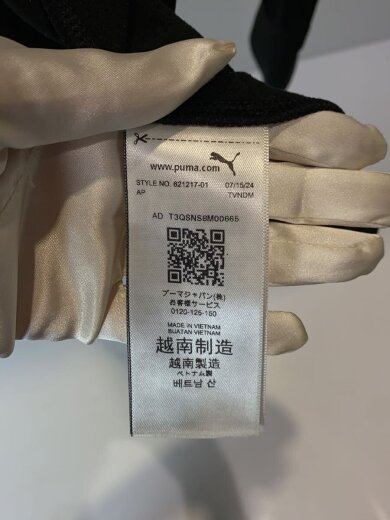 www.puma.com
STYLE NO. 621217-01 07/15/24
AP TVNDM
AD T3QSNS8M00665
プーマジャパン(株)
お客様サービス
0120-125-150
MADE IN VIETNAM
BUATAN VIETNAM
越南制造
越南製造
ベトナム製
베트남 산